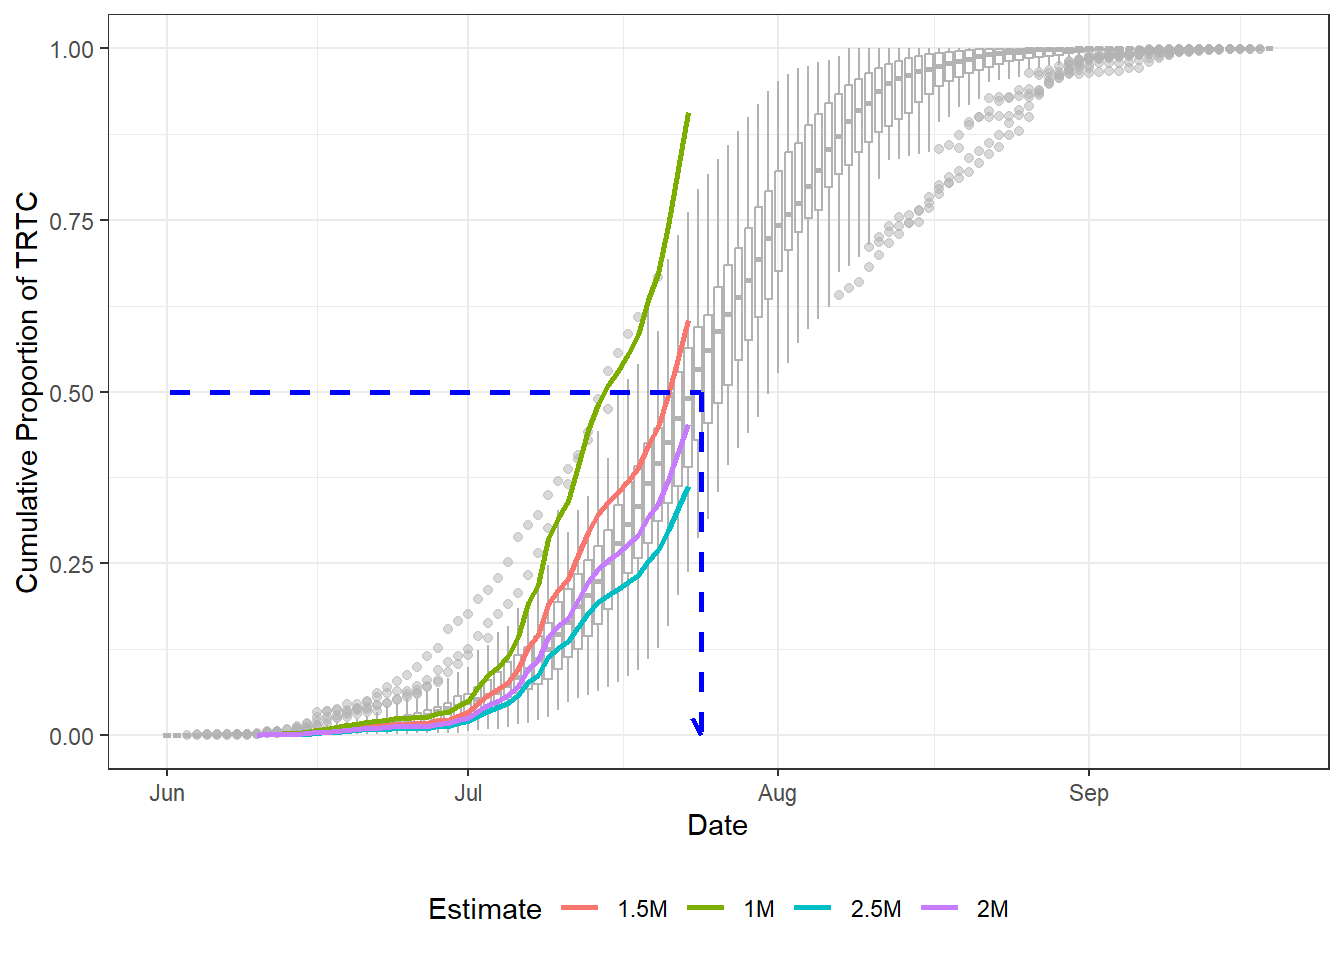 1.00
0.75
0.50
0.25
0.00
Cumulative Proportion of TRTC
Jun Jul Aug Sep
Date
Estimate 1.5M 1M 2.5M 2M